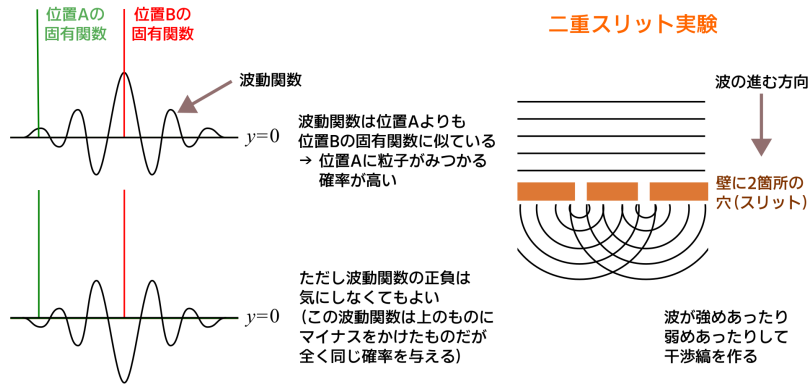 位置Aの
固有関数
位置Bの
固有関数
波動関数
y=0
波動関数は位置Aよりも
位置Bの固有関数に似ている
→ 位置Aに粒子がみつかる
確率が高い
y=0
ただし波動関数の正負は
気にしなくてもよい
(この波動関数は上のものに
マイナスをかけたものだが
全く同じ確率を与える)
二重スリット実験
波の進む方向
壁に2箇所の
穴(スリット)
波が強めあったり
弱めあったりして
干渉縞を作る